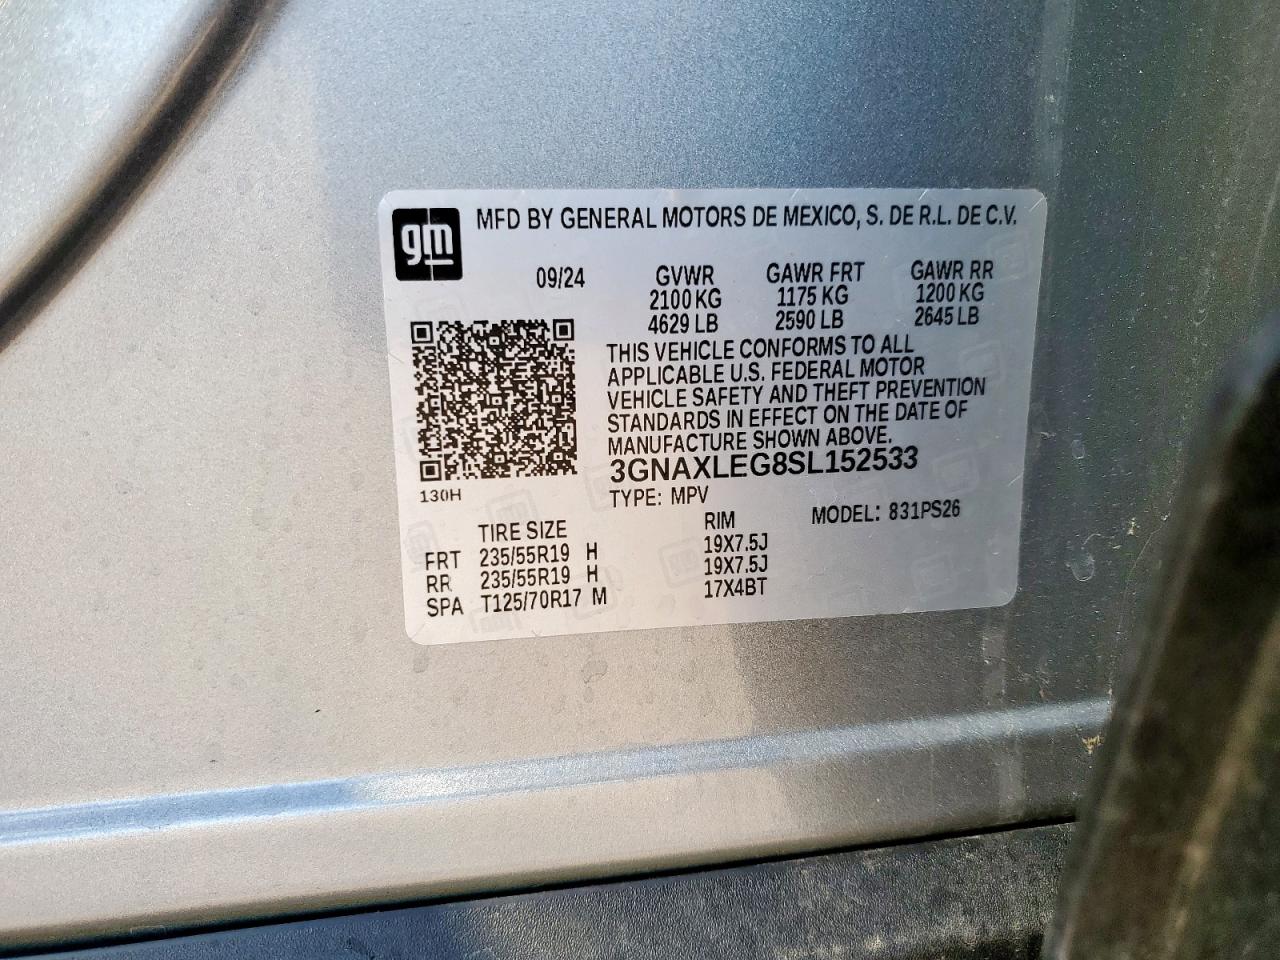 gm
MFD BY GENERAL MOTORS DE MEXICO, S. DE R.L. DE C.V.
09/24 GVWR GAWR FRT GAWR RR
2100 KG 1175 KG 1200 KG
4629 LB 2590 LB 2645 LB
THIS VEHICLE CONFORMS TO ALL
APPLICABLE U.S. FEDERAL MOTOR
VEHICLE SAFETY AND THEFT PREVENTION
STANDARDS IN EFFECT ON THE DATE OF
MANUFACTURE SHOWN ABOVE.
3GNAXLEG8SL152533
130H
TYPE: MPV
MODEL: 831PS26
TIRE SIZE RIM
FRT 235/55R19 H 19X7.5J
RR 235/55R19 H 19X7.5J
SPA T125/70R17 M 17X4BT